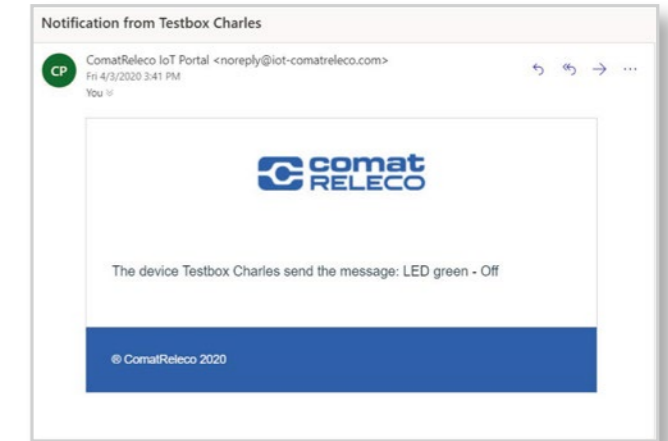 Notification from Testbox Charles
CP
ComatReleco IoT Portal <noreply@iot-comatreleco.com>
Fri 4/3/2020 3:41 PM
You
comat
RELECO
The device Testbox Charles send the message: LED green - Off
® ComatReleco 2020